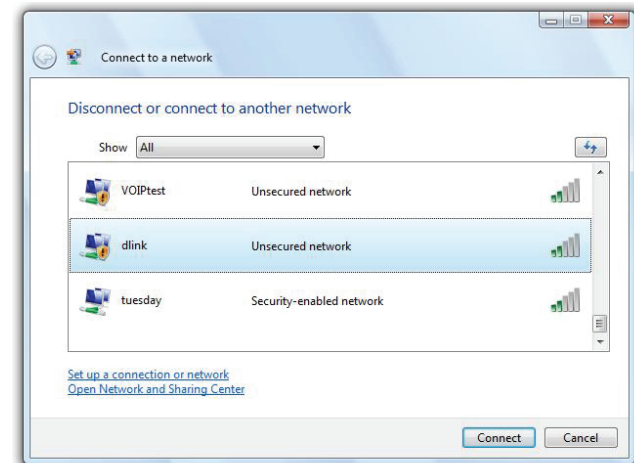 Connect to a network
Disconnect or connect to another network
Show All
VOIPtest Unsecured network
dlink Unsecured network
tuesday Security-enabled network
Set up a connection or network
Open Network and Sharing Center
Connect Cancel